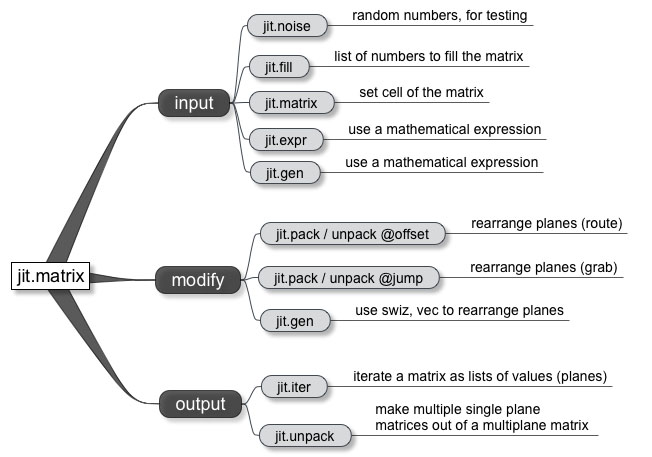 jit.matrix
input
jit.noise
random numbers, for testing
jit.fill
list of numbers to fill the matrix
jit.matrix
set cell of the matrix
jit.expr
use a mathematical expression
jit.gen
use a mathematical expression
modify
jit.pack / unpack @offset
rearrange planes (route)
jit.pack / unpack @jump
rearrange planes (grab)
jit.gen
use swiz, vec to rearrange planes
output
jit.iter
iterate a matrix as lists of values (planes)
jit.unpack
make multiple single plane
matrices out of a multiplane matrix